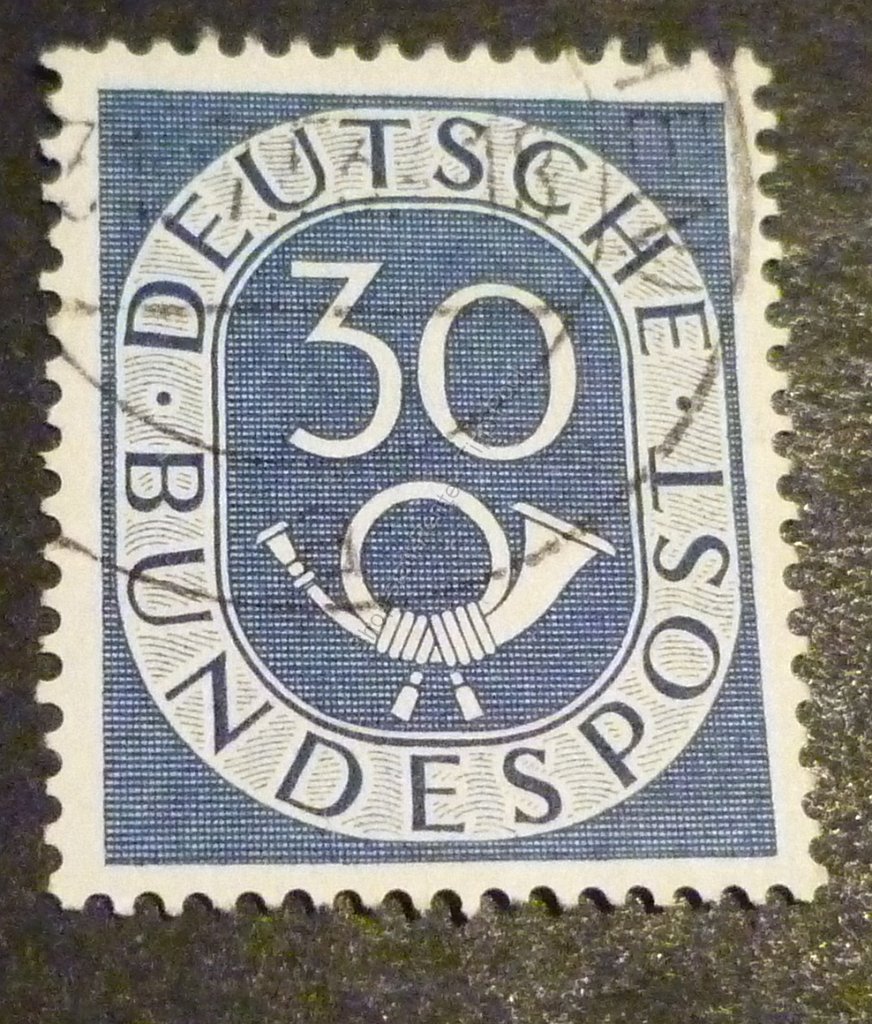 DEUTSCHE
30
· BUNDESPOST ·